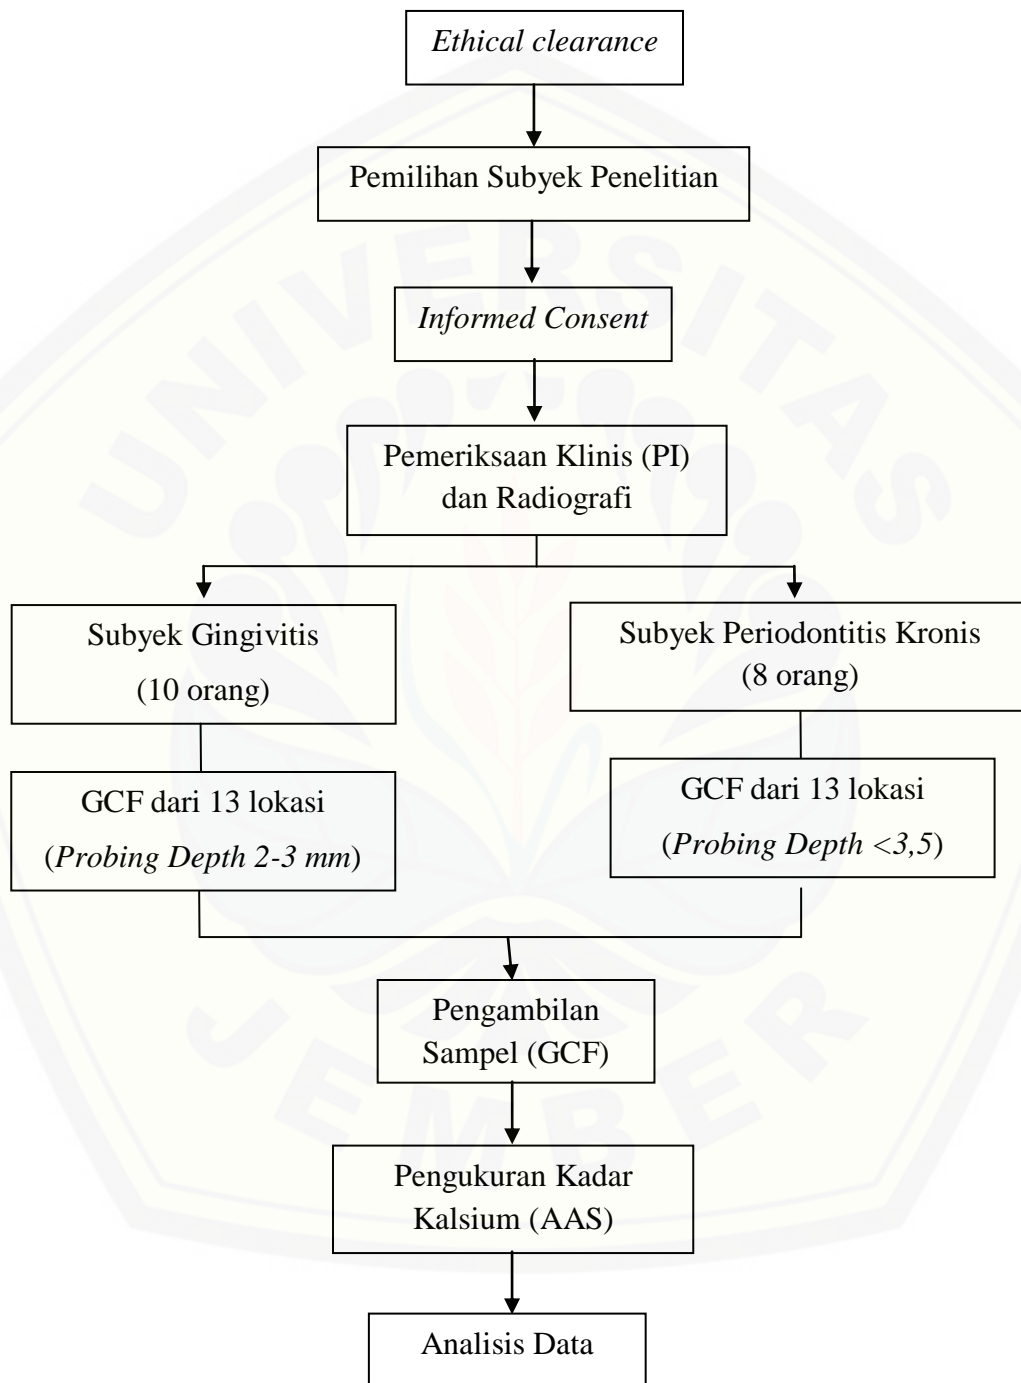 Ethical clearance
Pemilihan Subyek Penelitian
Informed Consent
Pemeriksaan Klinis (PI)
dan Radiografi
Subyek Gingivitis
(10 orang)
Subyek Periodontitis Kronis
(8 orang)
GCF dari 13 lokasi
(Probing Depth 2-3 mm)
GCF dari 13 lokasi
(Probing Depth <3,5)
Pengambilan
Sampel (GCF)
Pengukuran Kadar
Kalsium (AAS)
Analisis Data
UNIVERSITAS
JEMBER